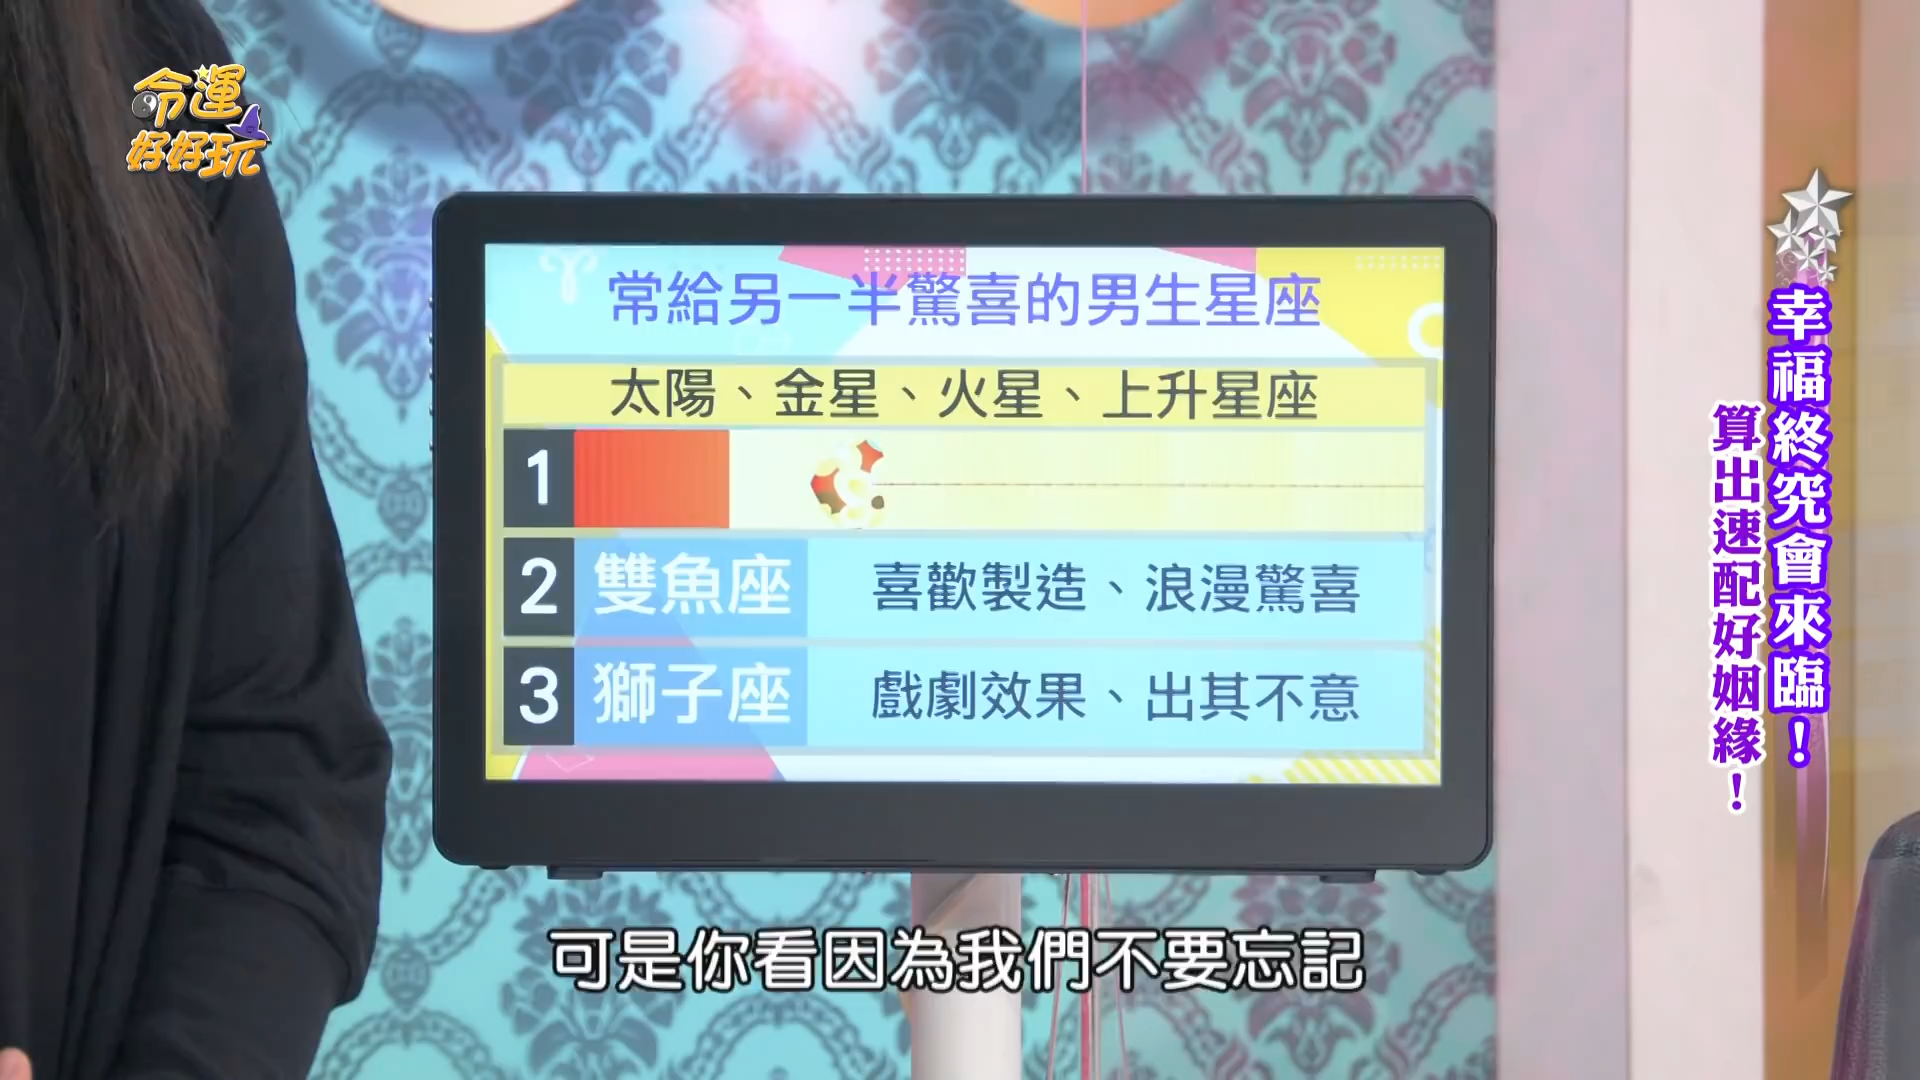 命運
好好玩
常給另一半驚喜的男生星座
太陽、金星、火星、上升星座
1
2 雙魚座 喜歡製造、浪漫驚喜
3 獅子座 戲劇效果、出其不意
幸福終究會來臨！
算出速配好姻緣！
可是你看因為我們不要忘記